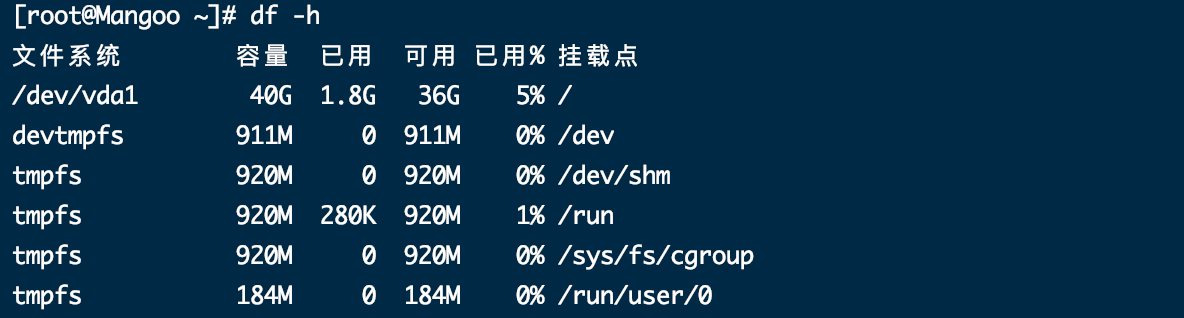 [root@Mangoo ~]# df -h
文件系统 容量 已用 可用 已用% 挂载点
/dev/vda1 40G 1.8G 36G 5% /
devtmpfs 911M 0 911M 0% /dev
tmpfs 920M 0 920M 0% /dev/shm
tmpfs 920M 280K 920M 1% /run
tmpfs 920M 0 920M 0% /sys/fs/cgroup
tmpfs 184M 0 184M 0% /run/user/0